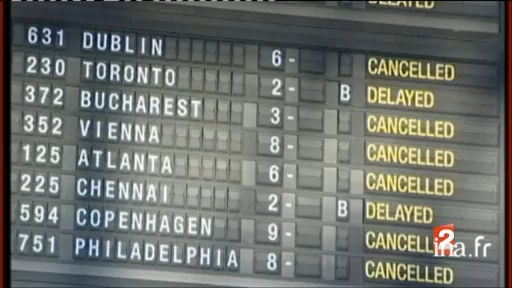 DELAYED
631 DUBLIN 6- CANCELLED
230 TORONTO 2- B DELAYED
372 BUCHAREST 3- CANCELLED
352 VIENNA 8- CANCELLED
125 ATLANTA 6- CANCELLED
225 CHENNAI 2- B DELAYED
594 COPENHAGEN 9- CANCELLED
751 PHILADELPHIA 8- CANCELLED
2
ina.fr